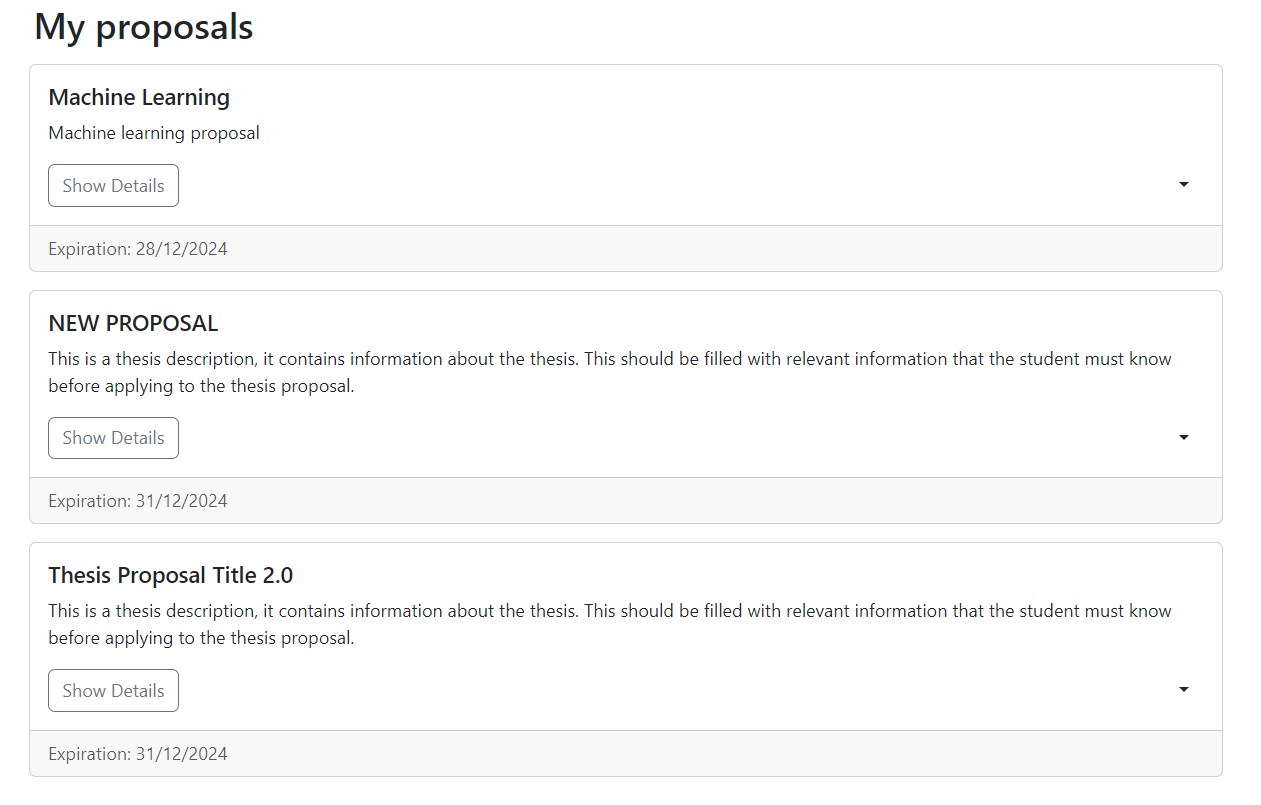 My proposals
Machine Learning
Machine learning proposal
Show Details
Expiration: 28/12/2024
NEW PROPOSAL
This is a thesis description, it contains information about the thesis. This should be filled with relevant information that the student must know
before applying to the thesis proposal.
Show Details
Expiration: 31/12/2024
Thesis Proposal Title 2.0
This is a thesis description, it contains information about the thesis. This should be filled with relevant information that the student must know
before applying to the thesis proposal.
Show Details
Expiration: 31/12/2024